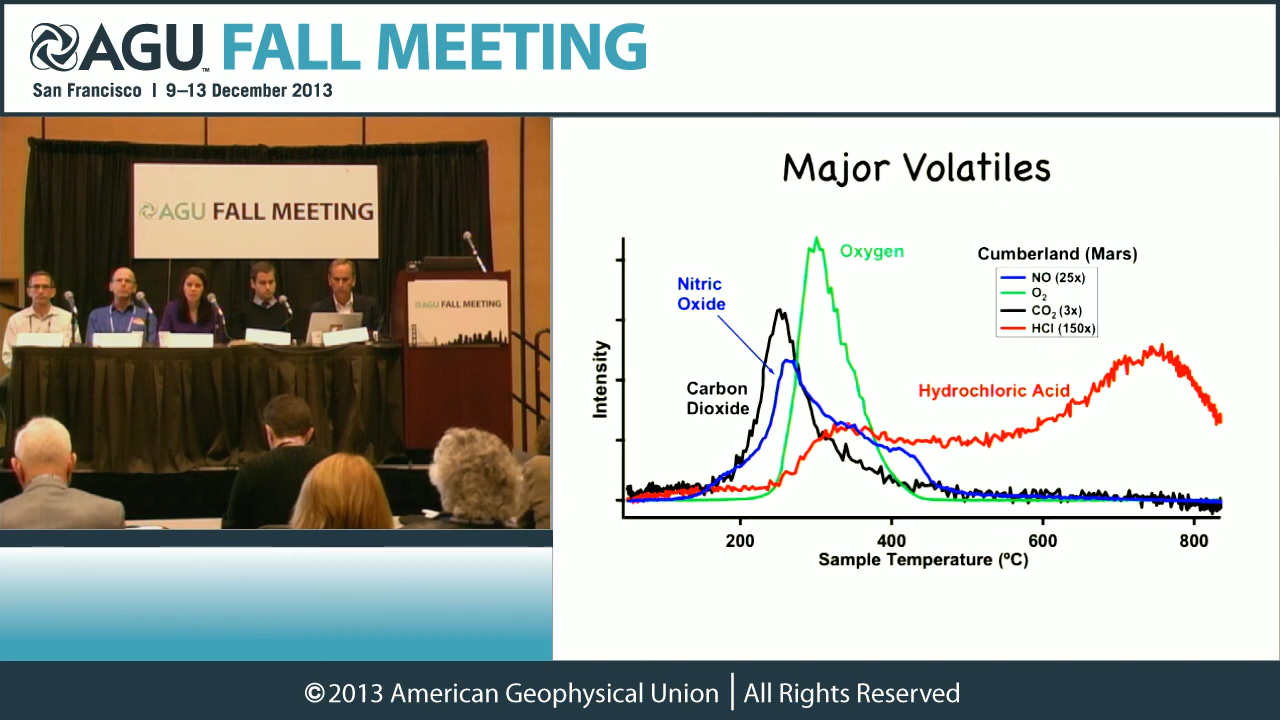 AGU FALL MEETING
San Francisco | 9–13 December 2013
AGU FALL MEETING
AGU FALL MEETING
Major Volatiles
Oxygen
Cumberland (Mars)
NO (25x)
O₂
CO₂ (3x)
HCl (150x)
Nitric
Oxide
Carbon
Dioxide
Hydrochloric Acid
Intensity
200
400
600
800
Sample Temperature (ºC)
©2013 American Geophysical Union | All Rights Reserved